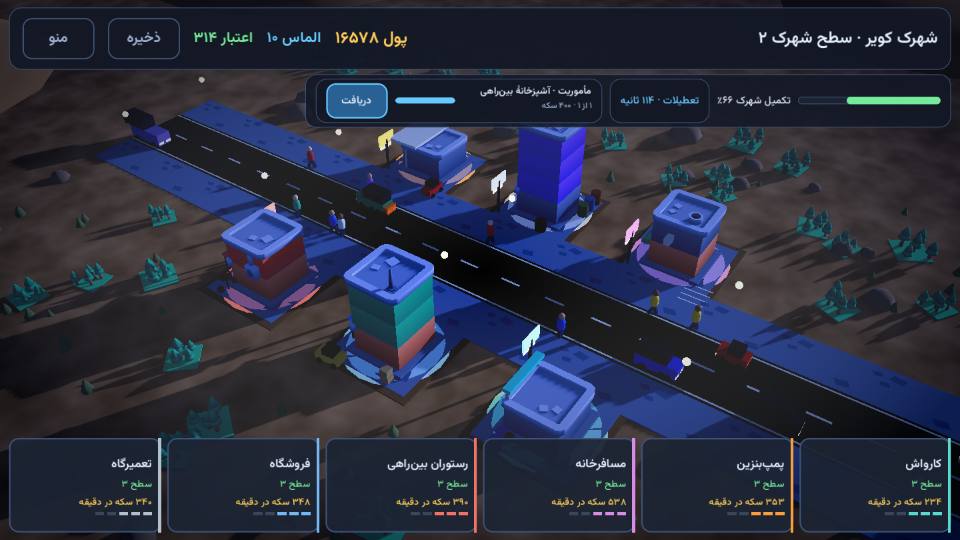 شهرک کویر · سطح شهرک ۲
پول ۱۶۵۷۸
الماس ۱۰
اعتبار ۳۱۴
ذخیره
منو
تکمیل شهرک ۶۶٪
تعطیلات · ۱۱۴ ثانیه
مأموریت · آشپزخانهٔ بین‌راهی
۱ از ۱ · ۴۰۰ سکه
دریافت
کارواش
سطح ۳
۲۳۴ سکه در دقیقه
پمپ‌بنزین
سطح ۳
۳۵۳ سکه در دقیقه
مسافرخانه
سطح ۳
۵۳۸ سکه در دقیقه
رستوران بین‌راهی
سطح ۳
۳۹۰ سکه در دقیقه
فروشگاه
سطح ۳
۳۴۸ سکه در دقیقه
تعمیرگاه
سطح ۳
۳۴۰ سکه در دقیقه